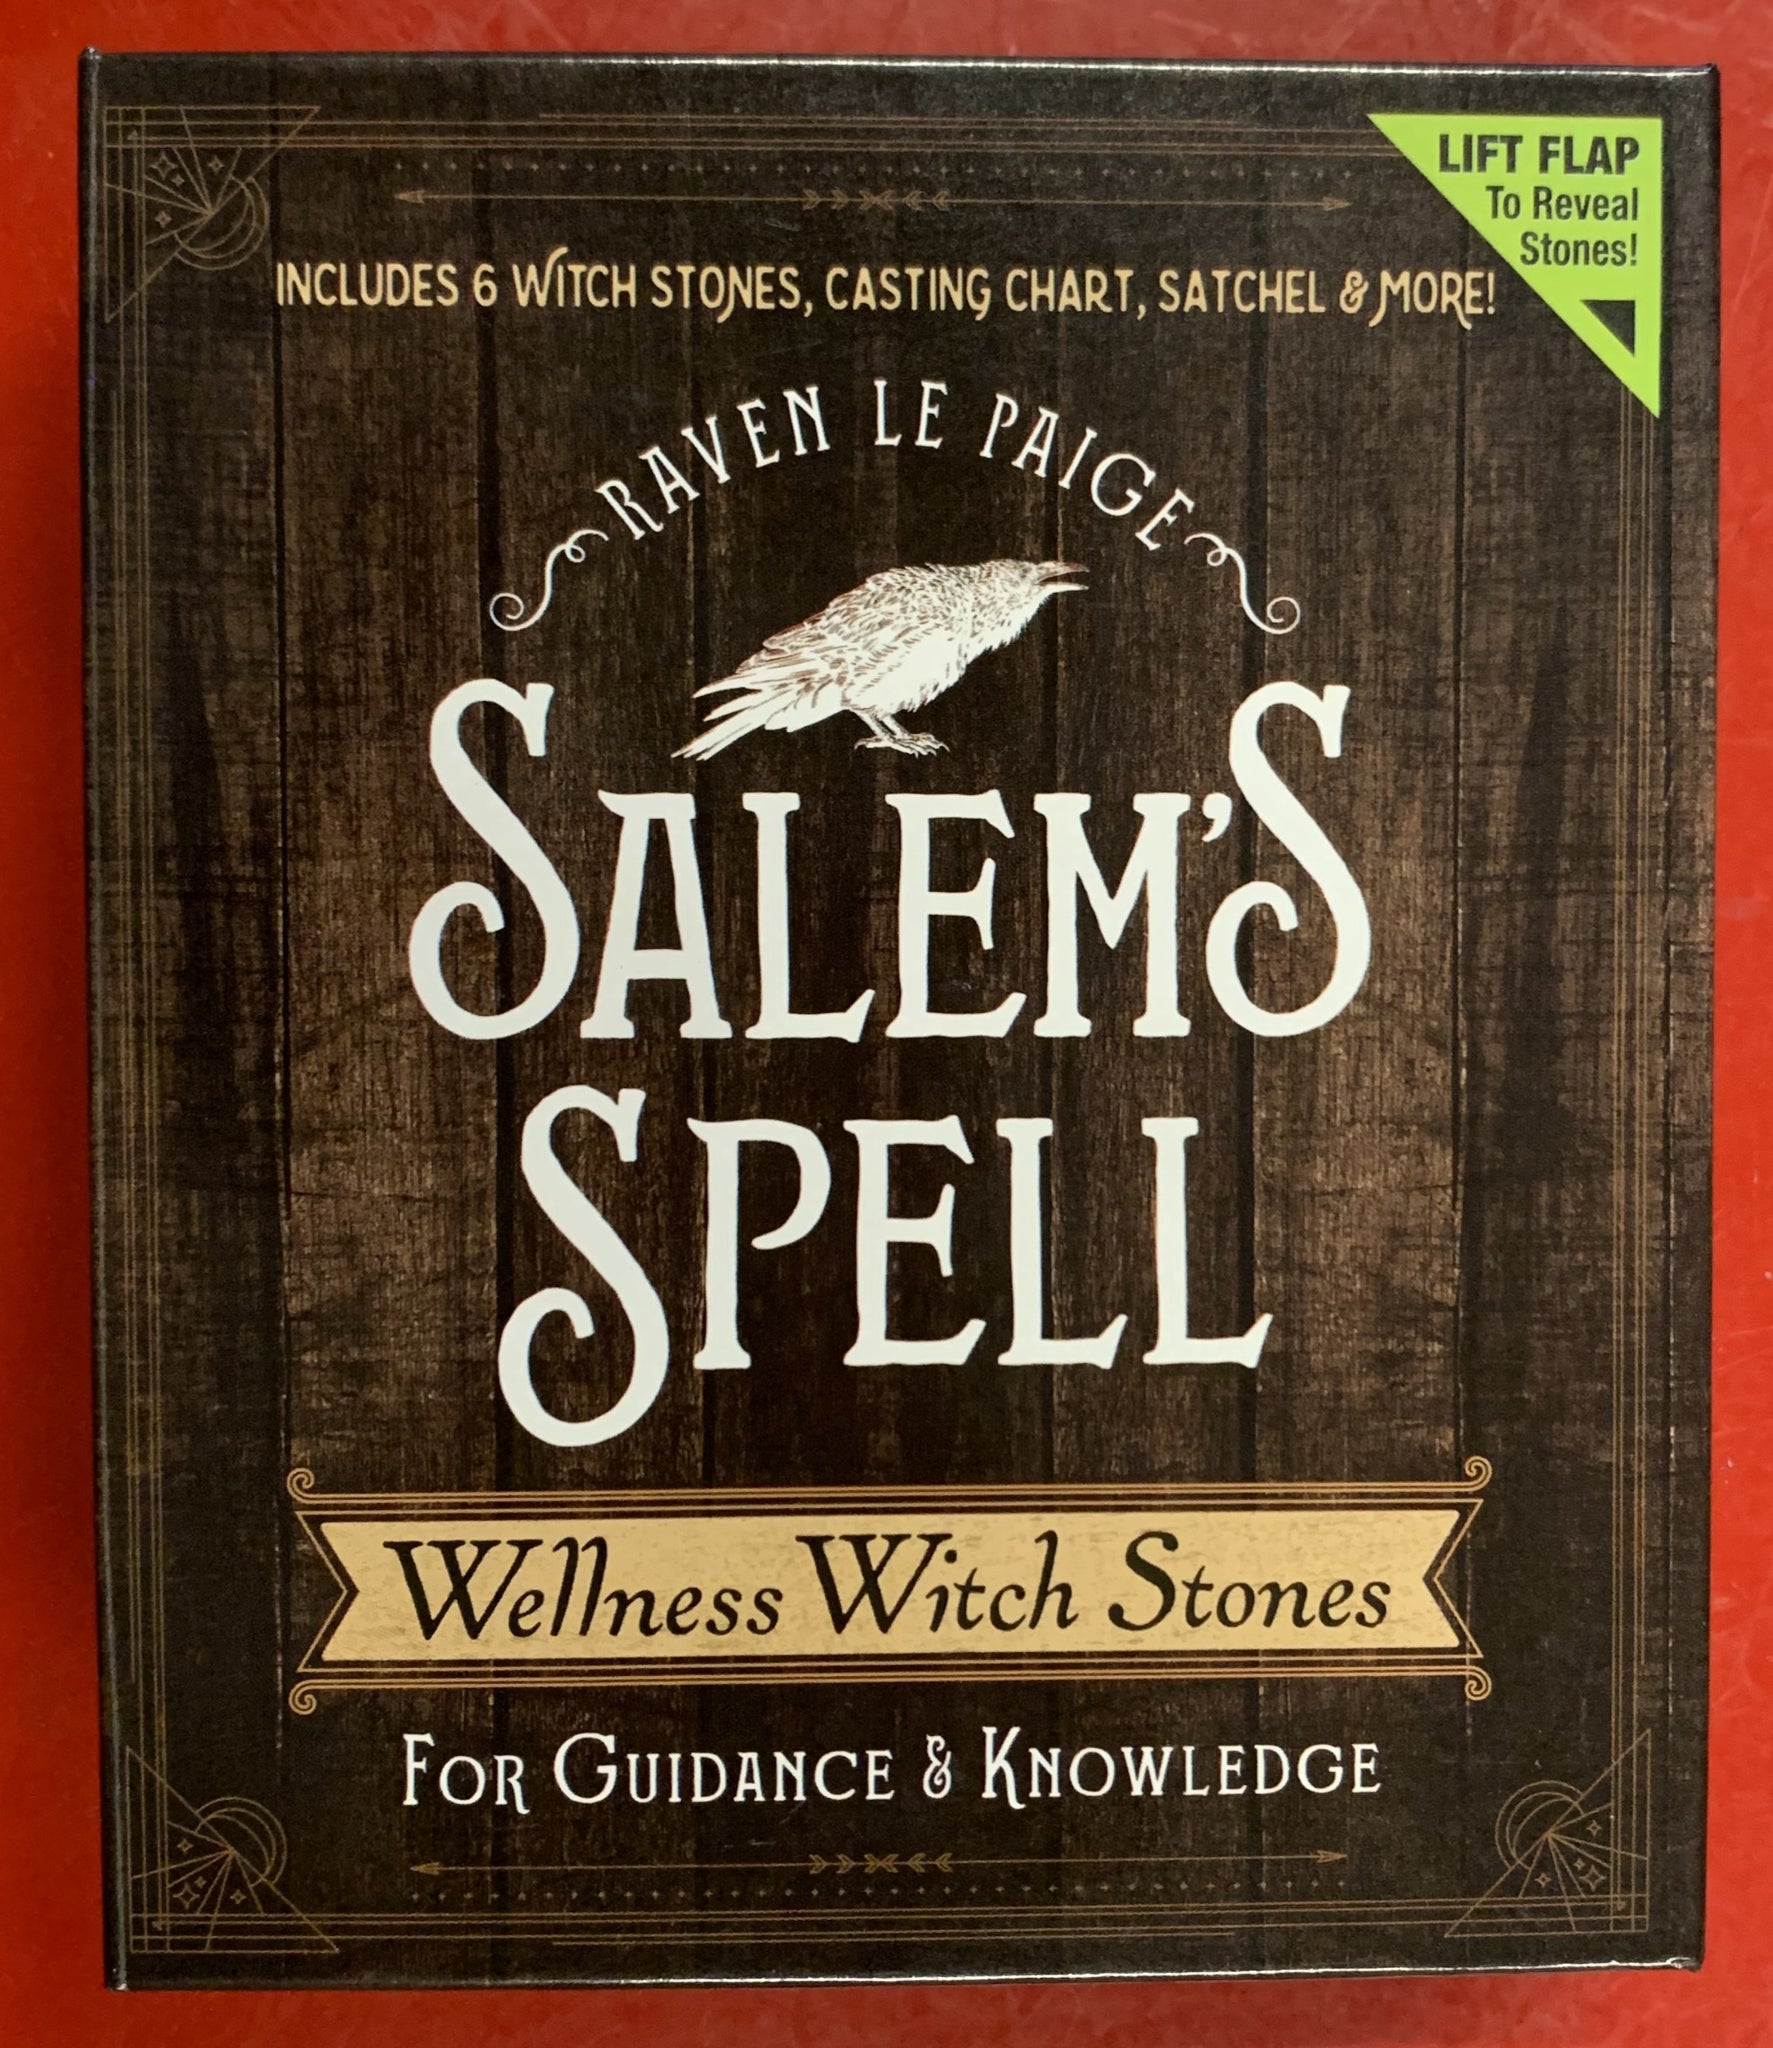 LIFT FLAP
To Reveal
Stones!
INCLUDES 6 WITCH STONES, CASTING CHART, SATCHEL & MORE!
RAVEN LE PAIGE
SALEM'S
SPELL
Wellness Witch Stones
FOR GUIDANCE & KNOWLEDGE